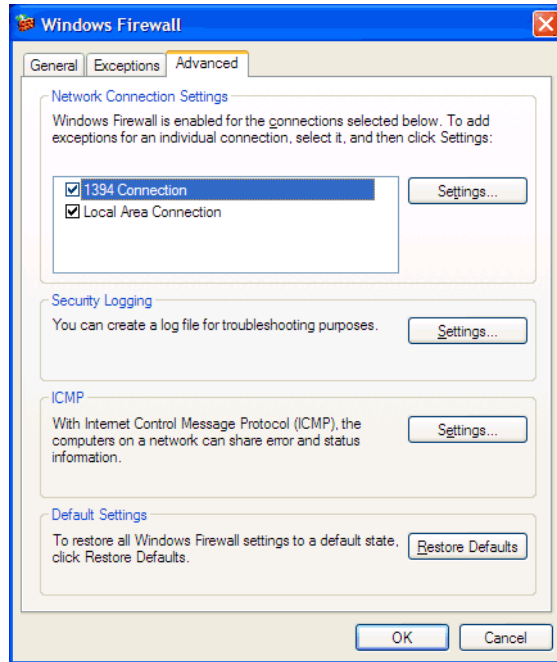 Windows Firewall
General
Exceptions
Advanced
Network Connection Settings
Windows Firewall is enabled for the connections selected below. To add
exceptions for an individual connection, select it, and then click Settings:
1394 Connection
Settings...
Local Area Connection
Security Logging
You can create a log file for troubleshooting purposes.
Settings...
ICMP
With Internet Control Message Protocol (ICMP), the
computers on a network can share error and status
information.
Settings...
Default Settings
To restore all Windows Firewall settings to a default state,
click Restore Defaults.
Restore Defaults
OK
Cancel